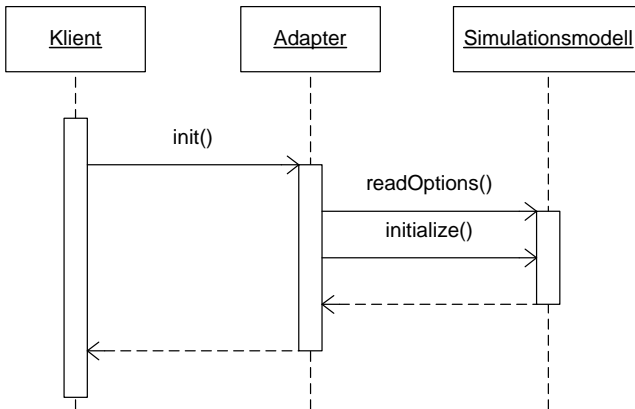 Klient
Adapter
Simulationsmodell
init()
readOptions()
initialize()